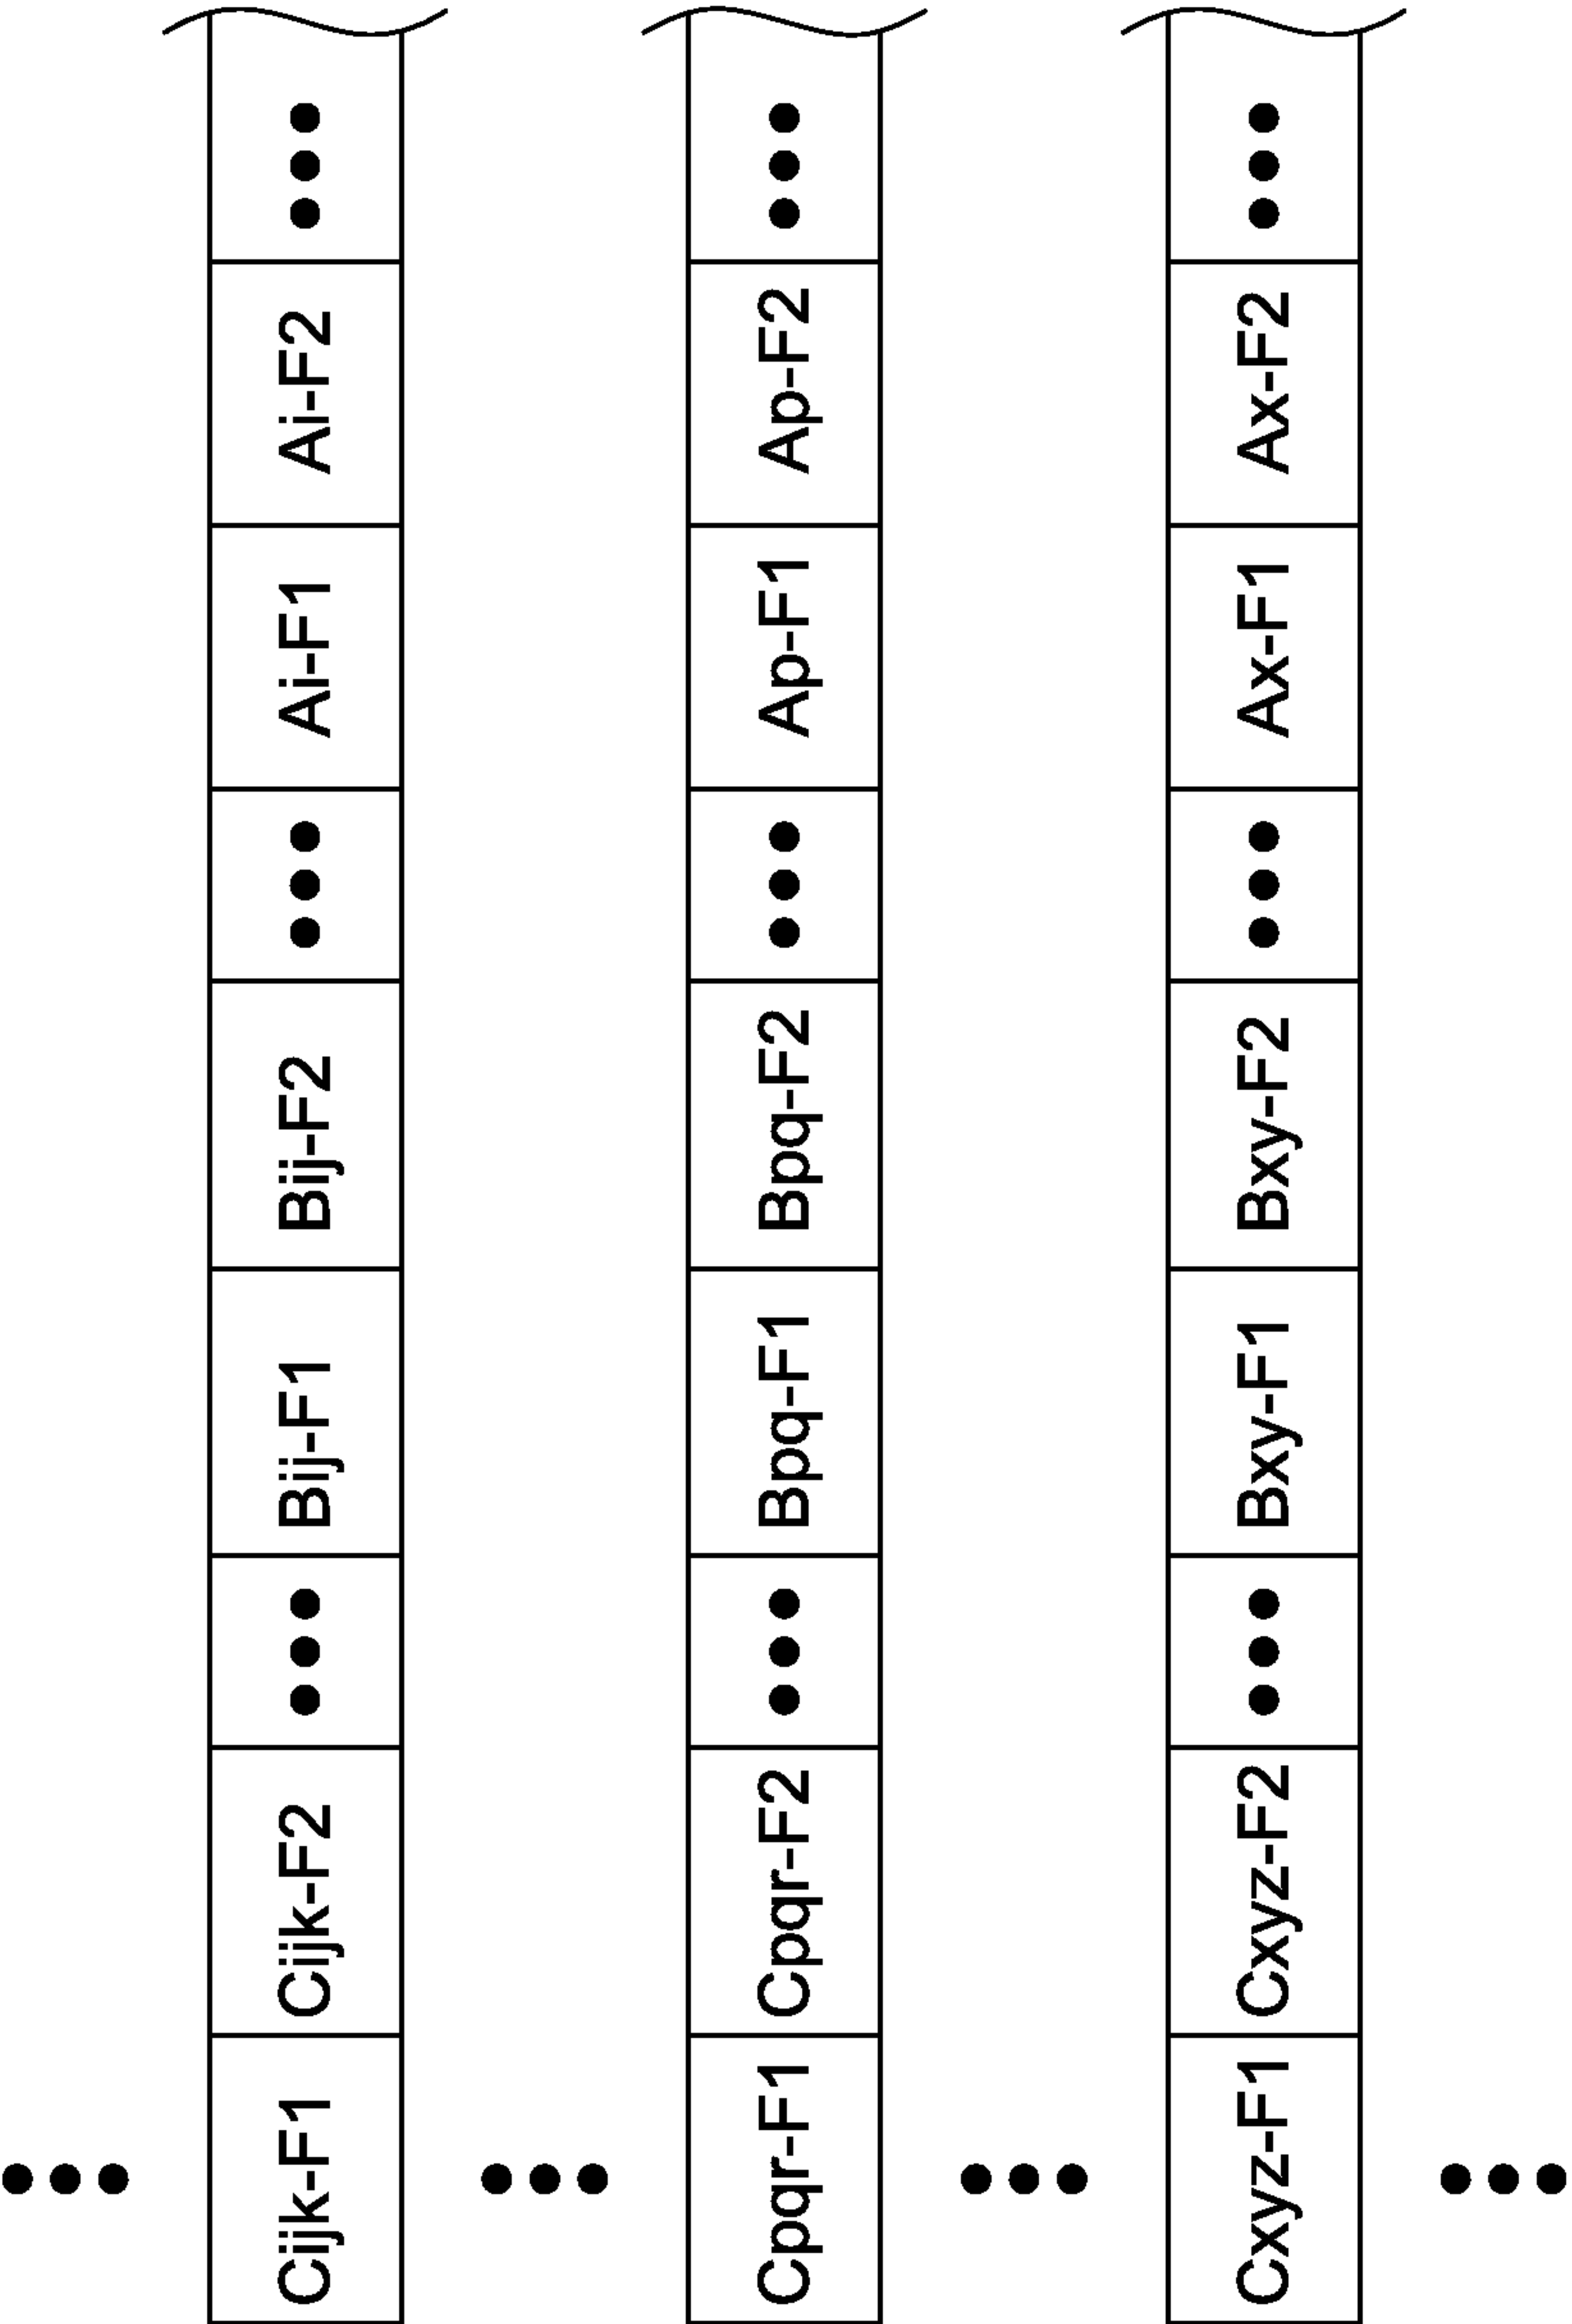 Cijk-F1 Cijk-F2 ••• Bij-F1 Bij-F2 ••• Ai-F1 Ai-F2 •••
•••
Cpqr-F1 Cpqr-F2 ••• Bpq-F1 Bpq-F2 ••• Ap-F1 Ap-F2 •••
•••
Cxyz-F1 Cxyz-F2 ••• Bxy-F1 Bxy-F2 ••• Ax-F1 Ax-F2 •••